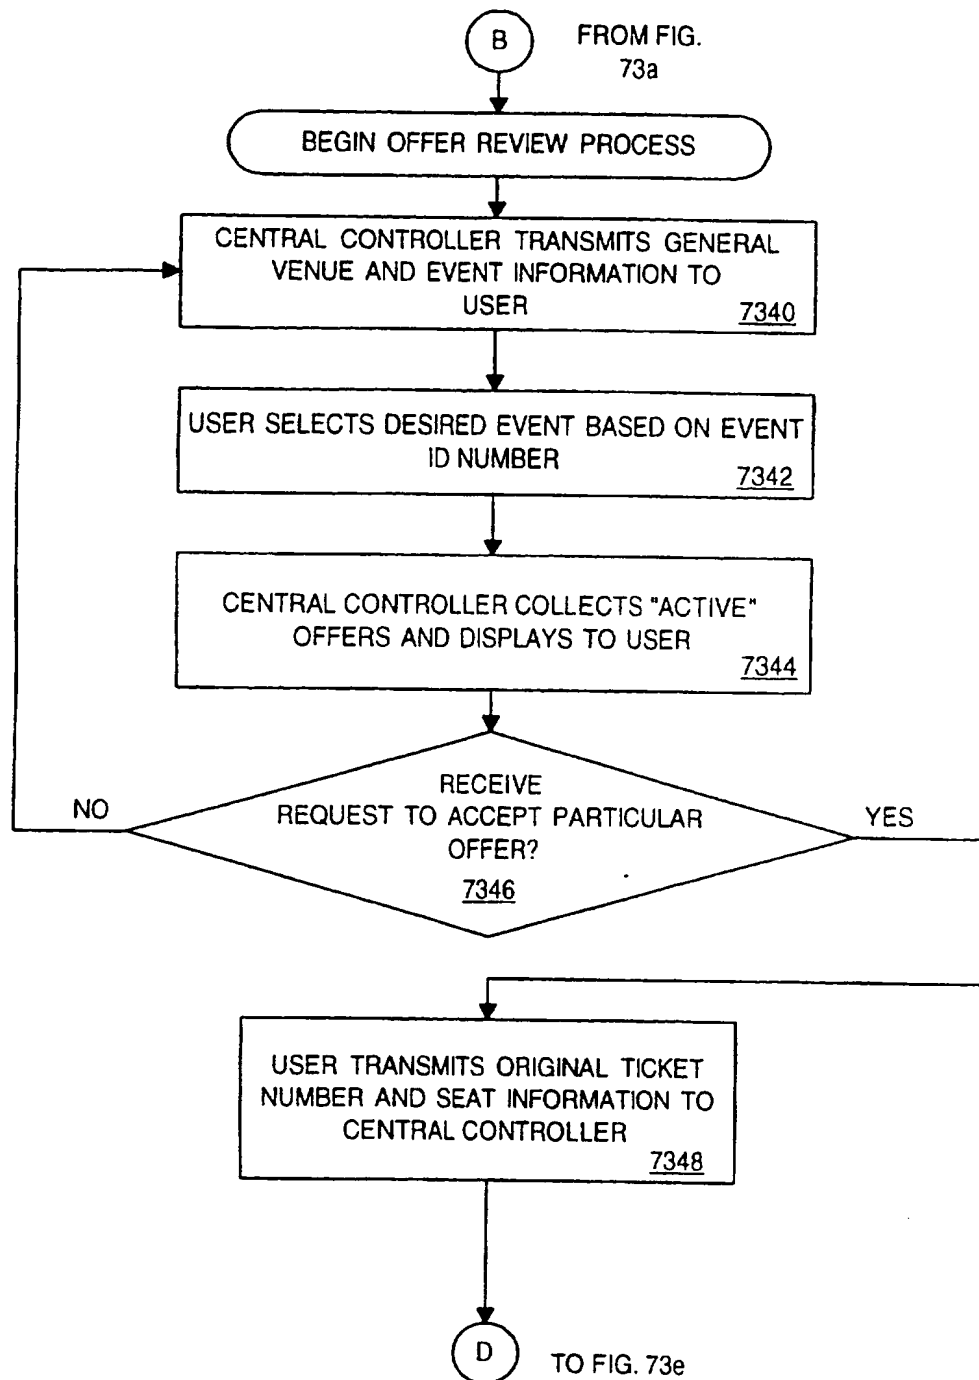 B
FROM FIG.
73a
BEGIN OFFER REVIEW PROCESS
CENTRAL CONTROLLER TRANSMITS GENERAL
VENUE AND EVENT INFORMATION TO
USER
7340
USER SELECTS DESIRED EVENT BASED ON EVENT
ID NUMBER
7342
CENTRAL CONTROLLER COLLECTS "ACTIVE"
OFFERS AND DISPLAYS TO USER
7344
RECEIVE
REQUEST TO ACCEPT PARTICULAR
OFFER?
7346
NO
YES
USER TRANSMITS ORIGINAL TICKET
NUMBER AND SEAT INFORMATION TO
CENTRAL CONTROLLER
7348
D
TO FIG. 73e